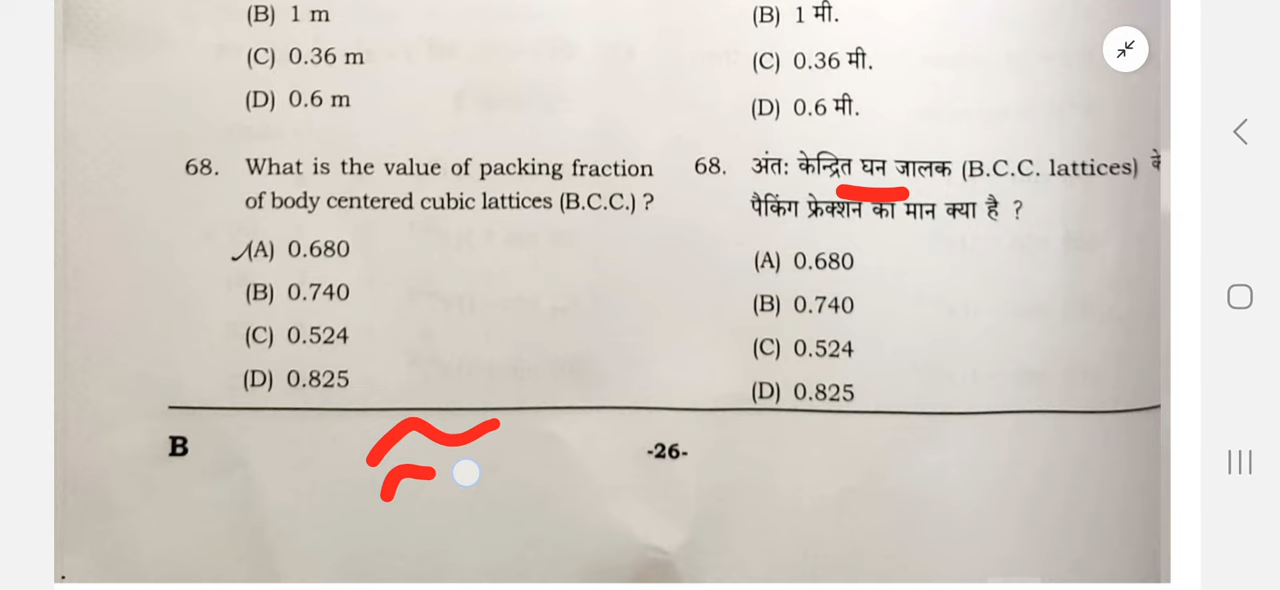 (B) 1 m
(C) 0.36 m
(D) 0.6 m
68. What is the value of packing fraction
of body centered cubic lattices (B.C.C.) ?
(A) 0.680
(B) 0.740
(C) 0.524
(D) 0.825
(B) 1 मी.
(C) 0.36 मी.
(D) 0.6 मी.
68. अंत: केन्द्रित घन जालक (B.C.C. lattices) के
पैकिंग फ्रेक्शन का मान क्या है ?
(A) 0.680
(B) 0.740
(C) 0.524
(D) 0.825
B
-26-